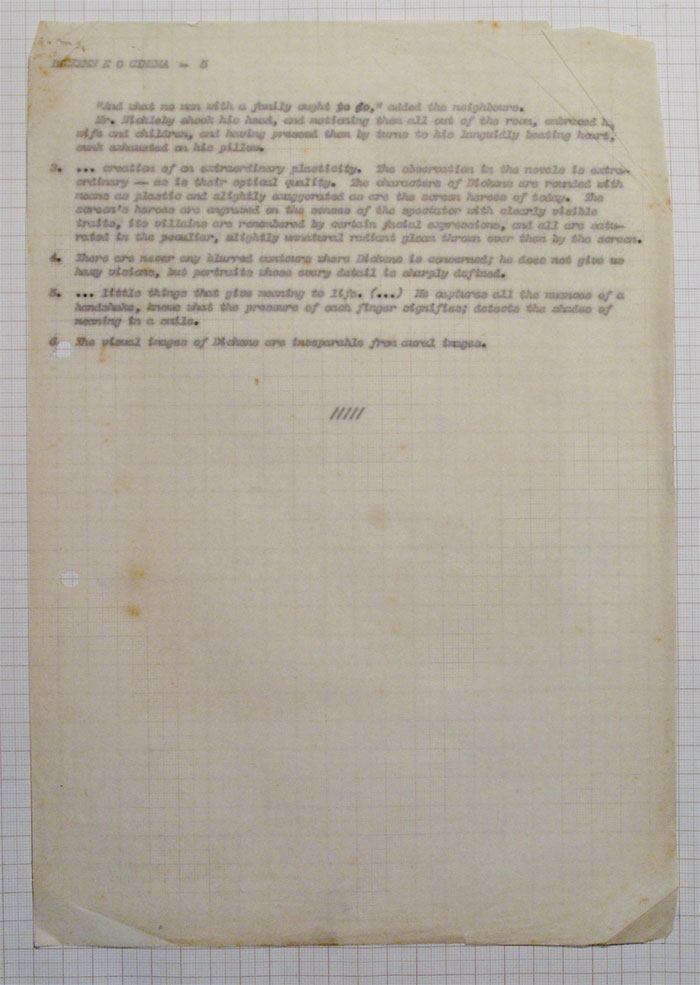 DICKENS E O CINEMA — 5
"And what no man with a family ought to do," added the neighbours.
Mr. Nickleby shook his head, and motioning them all out of the room, embraced h
wife and children, and having pressed them by turns to his languidly beating heart,
sunk exhausted on his pillow.
3. ... creation of an extraordinary plasticity. The observation in the novels is extra-
ordinary — as is their optical quality. The characters of Dickens are rounded with
means as plastic and slightly exaggerated as are the screen heroes of today. The
screen's heroes are engraved on the senses of the spectator with clearly visible
traits, its villains are remembered by certain facial expressions, and all are satu-
rated in the peculiar, slightly unnatural radiant gleam thrown over them by the screen.
4. There are never any blurred contours where Dickens is concerned; he does not give us
hazy visions, but portraits whose every detail is sharply defined.
5. ... little things that give meaning to life. (...) He captures all the nuances of a
handshake, knows what the pressure of each finger signifies; detects the shades of
meaning in a smile.
6 The visual images of Dickens are inseparable from aural images.
/////